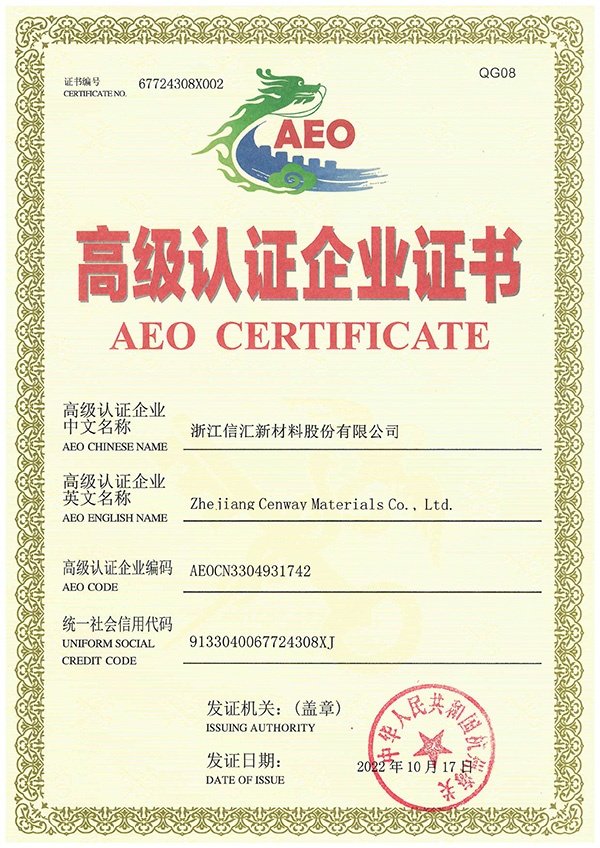 证书编号
CERTIFICATE NO. 67724308X002
QG08
AEO
高级认证企业证书
AEO CERTIFICATE
高级认证企业
中文名称
AEO CHINESE NAME
浙江信汇新材料股份有限公司
高级认证企业
英文名称
AEO ENGLISH NAME
Zhejiang Cenway Materials Co., Ltd.
高级认证企业编码
AEO CODE
AEOCN3304931742
统一社会信用代码
UNIFORM SOCIAL
CREDIT CODE
9133040067724308XJ
发证机关：(盖章)
ISSUING AUTHORITY
发证日期：
DATE OF ISSUE
2022年10月17日
中华人民共和国杭州海关